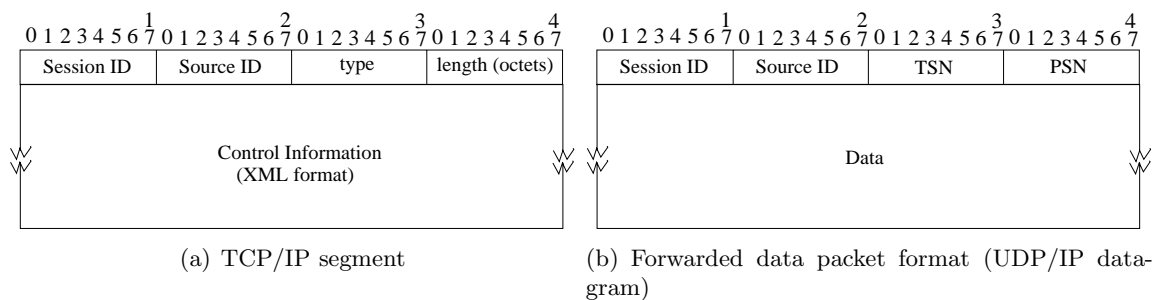 1 2 3 4
0 1 2 3 4 5 6 7 0 1 2 3 4 5 6 7 0 1 2 3 4 5 6 7 0 1 2 3 4 5 6 7
Session ID Source ID type length (octets)
Control Information
(XML format)
(a) TCP/IP segment
1 2 3 4
0 1 2 3 4 5 6 7 0 1 2 3 4 5 6 7 0 1 2 3 4 5 6 7 0 1 2 3 4 5 6 7
Session ID Source ID TSN PSN
Data
(b) Forwarded data packet format (UDP/IP data-
gram)